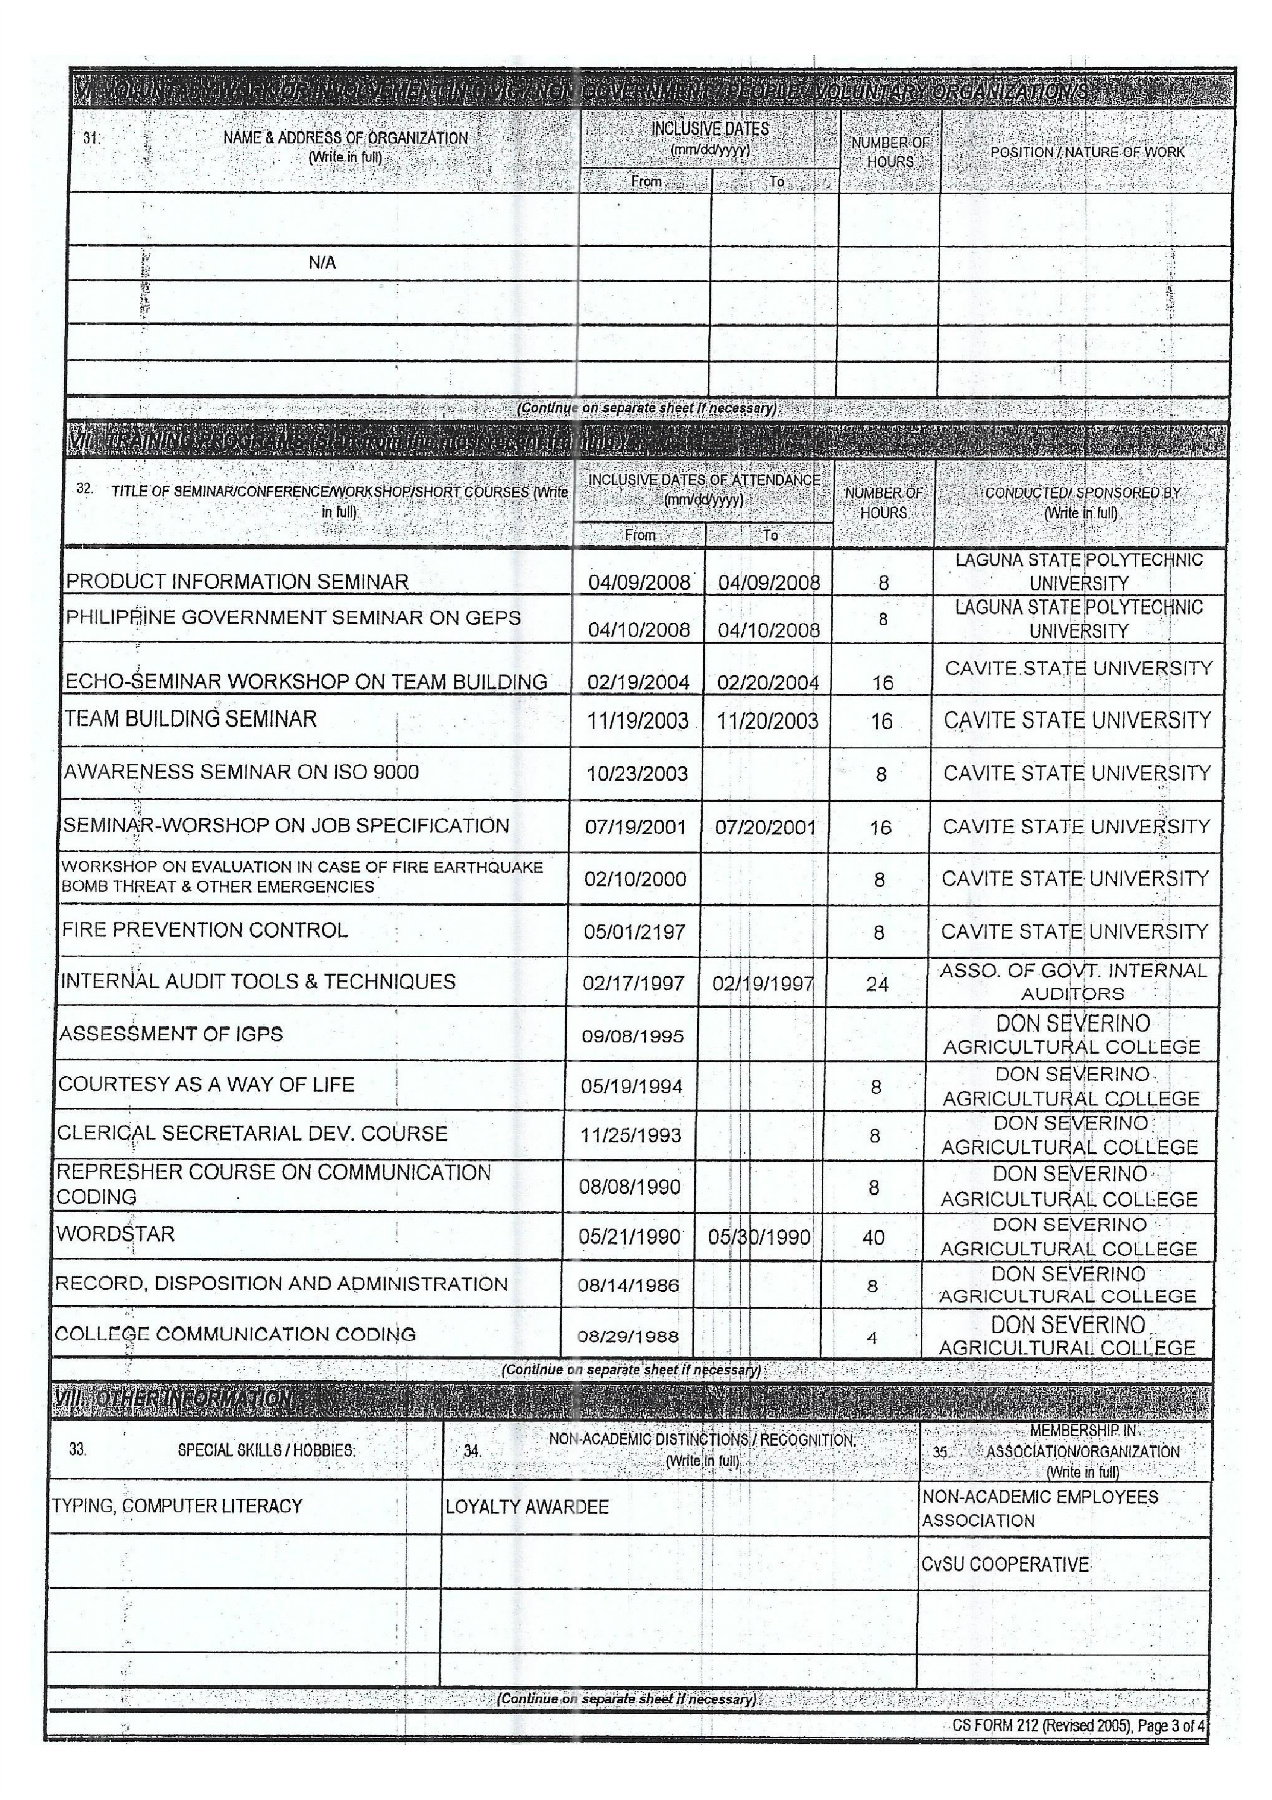 VI. VOLUNTARY WORK OR INVOLVEMENT IN CIVIC / NON-GOVERNMENT / PEOPLE / VOLUNTARY ORGANIZATION/S
31. NAME & ADDRESS OF ORGANIZATION
(Write in full)
INCLUSIVE DATES
(mm/dd/yyyy)
From To
NUMBER OF
HOURS
POSITION / NATURE OF WORK
N/A
(Continue on separate sheet if necessary)
VII. TRAINING PROGRAMS (Start from the most recent training)
32. TITLE OF SEMINAR/CONFERENCE/WORKSHOP/SHORT COURSES (Write
in full)
INCLUSIVE DATES OF ATTENDANCE
(mm/dd/yyyy)
From To
NUMBER OF
HOURS
CONDUCTED/ SPONSORED BY
(Write in full)
PRODUCT INFORMATION SEMINAR 04/09/2008 04/09/2008 8 LAGUNA STATE POLYTECHNIC
UNIVERSITY
PHILIPPINE GOVERNMENT SEMINAR ON GEPS 04/10/2008 04/10/2008 8 LAGUNA STATE POLYTECHNIC
UNIVERSITY
ECHO-SEMINAR WORKSHOP ON TEAM BUILDING 02/19/2004 02/20/2004 16 CAVITE STATE UNIVERSITY
TEAM BUILDING SEMINAR 11/19/2003 11/20/2003 16 CAVITE STATE UNIVERSITY
AWARENESS SEMINAR ON ISO 9000 10/23/2003 8 CAVITE STATE UNIVERSITY
SEMINAR-WORSHOP ON JOB SPECIFICATION 07/19/2001 07/20/2001 16 CAVITE STATE UNIVERSITY
WORKSHOP ON EVALUATION IN CASE OF FIRE EARTHQUAKE
BOMB THREAT & OTHER EMERGENCIES 02/10/2000 8 CAVITE STATE UNIVERSITY
FIRE PREVENTION CONTROL 05/01/2197 8 CAVITE STATE UNIVERSITY
INTERNAL AUDIT TOOLS & TECHNIQUES 02/17/1997 02/19/1997 24 ASSO. OF GOVT. INTERNAL
AUDITORS
ASSESSMENT OF IGPS 09/08/1995 DON SEVERINO
AGRICULTURAL COLLEGE
COURTESY AS A WAY OF LIFE 05/19/1994 8 DON SEVERINO
AGRICULTURAL COLLEGE
CLERICAL SECRETARIAL DEV. COURSE 11/25/1993 8 DON SEVERINO
AGRICULTURAL COLLEGE
REPRESHER COURSE ON COMMUNICATION
CODING 08/08/1990 8 DON SEVERINO
AGRICULTURAL COLLEGE
WORDSTAR 05/21/1990 05/30/1990 40 DON SEVERINO
AGRICULTURAL COLLEGE
RECORD, DISPOSITION AND ADMINISTRATION 08/14/1986 8 DON SEVERINO
AGRICULTURAL COLLEGE
COLLEGE COMMUNICATION CODING 08/29/1988 4 DON SEVERINO
AGRICULTURAL COLLEGE
(Continue on separate sheet if necessary)
VIII. OTHER INFORMATION
33. SPECIAL SKILLS / HOBBIES:
34. NON-ACADEMIC DISTINCTIONS / RECOGNITION
(Write in full)
35. MEMBERSHIP IN
ASSOCIATION/ORGANIZATION
(Write in full)
TYPING, COMPUTER LITERACY LOYALTY AWARDEE NON-ACADEMIC EMPLOYEES
ASSOCIATION
CvSU COOPERATIVE
(Continue on separate sheet if necessary)
CS FORM 212 (Revised 2005), Page 3 of 4